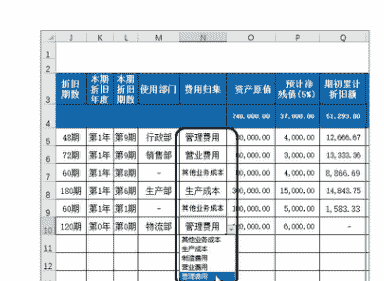 J K L M N O P Q
1
2
3 折旧期数 本期折旧年度 本期折旧期数 使用部门 费用归集 资产原值 预计净残值(5%) 期初累计折旧额
4 740,000.00 37,000.00 51,293.80
5 48期 第1年 第9期 行政部 管理费用 80,000.00 4,000.00 12,666.67
6 72期 第1年 第9期 销售部 营业费用 60,000.00 3,000.00 13,333.36
7 60期 第1年 第8期 - 其他业务成本 80,000.00 4,000.00 8,866.69
8 180期 第1年 第6期 生产部 生产成本 300,000.00 15,000.00 14,843.75
9 60期 第1年 第1期 - 其他业务成本 100,000.00 5,000.00 1,583.33
10 120期 第0年 第0期 物流部 管理费用 120,000.00 6,000.00 -
其他业务成本
11 生产成本
制造费用
12 营业费用
管理费用